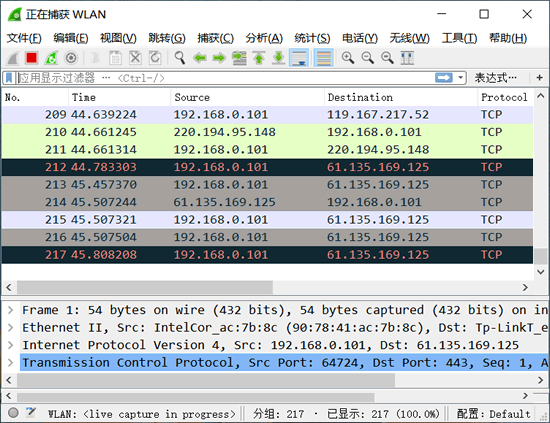 正在捕获 WLAN
文件(F) 编辑(E) 视图(V) 跳转(G) 捕获(C) 分析(A) 统计(S) 电话(Y) 无线(W) 工具(T) 帮助(H)
应用显示过滤器 … <Ctrl-/> 表达式… +
No. Time Source Destination Protocol
209 44.639224 192.168.0.101 119.167.217.52 TCP
210 44.661245 220.194.95.148 192.168.0.101 TCP
211 44.661314 192.168.0.101 220.194.95.148 TCP
212 44.783303 192.168.0.101 61.135.169.125 TCP
213 45.457370 192.168.0.101 61.135.169.125 TCP
214 45.507244 61.135.169.125 192.168.0.101 TCP
215 45.507321 192.168.0.101 61.135.169.125 TCP
216 45.507504 192.168.0.101 61.135.169.125 TCP
217 45.808208 192.168.0.101 61.135.169.125 TCP
Frame 1: 54 bytes on wire (432 bits), 54 bytes captured (432 bits) on in
Ethernet II, Src: IntelCor_ac:7b:8c (90:78:41:ac:7b:8c), Dst: Tp-LinkT_e
Internet Protocol Version 4, Src: 192.168.0.101, Dst: 61.135.169.125
Transmission Control Protocol, Src Port: 64724, Dst Port: 443, Seq: 1, A
WLAN: <live capture in progress> 分组: 217 · 已显示: 217 (100.0%) 配置: Default